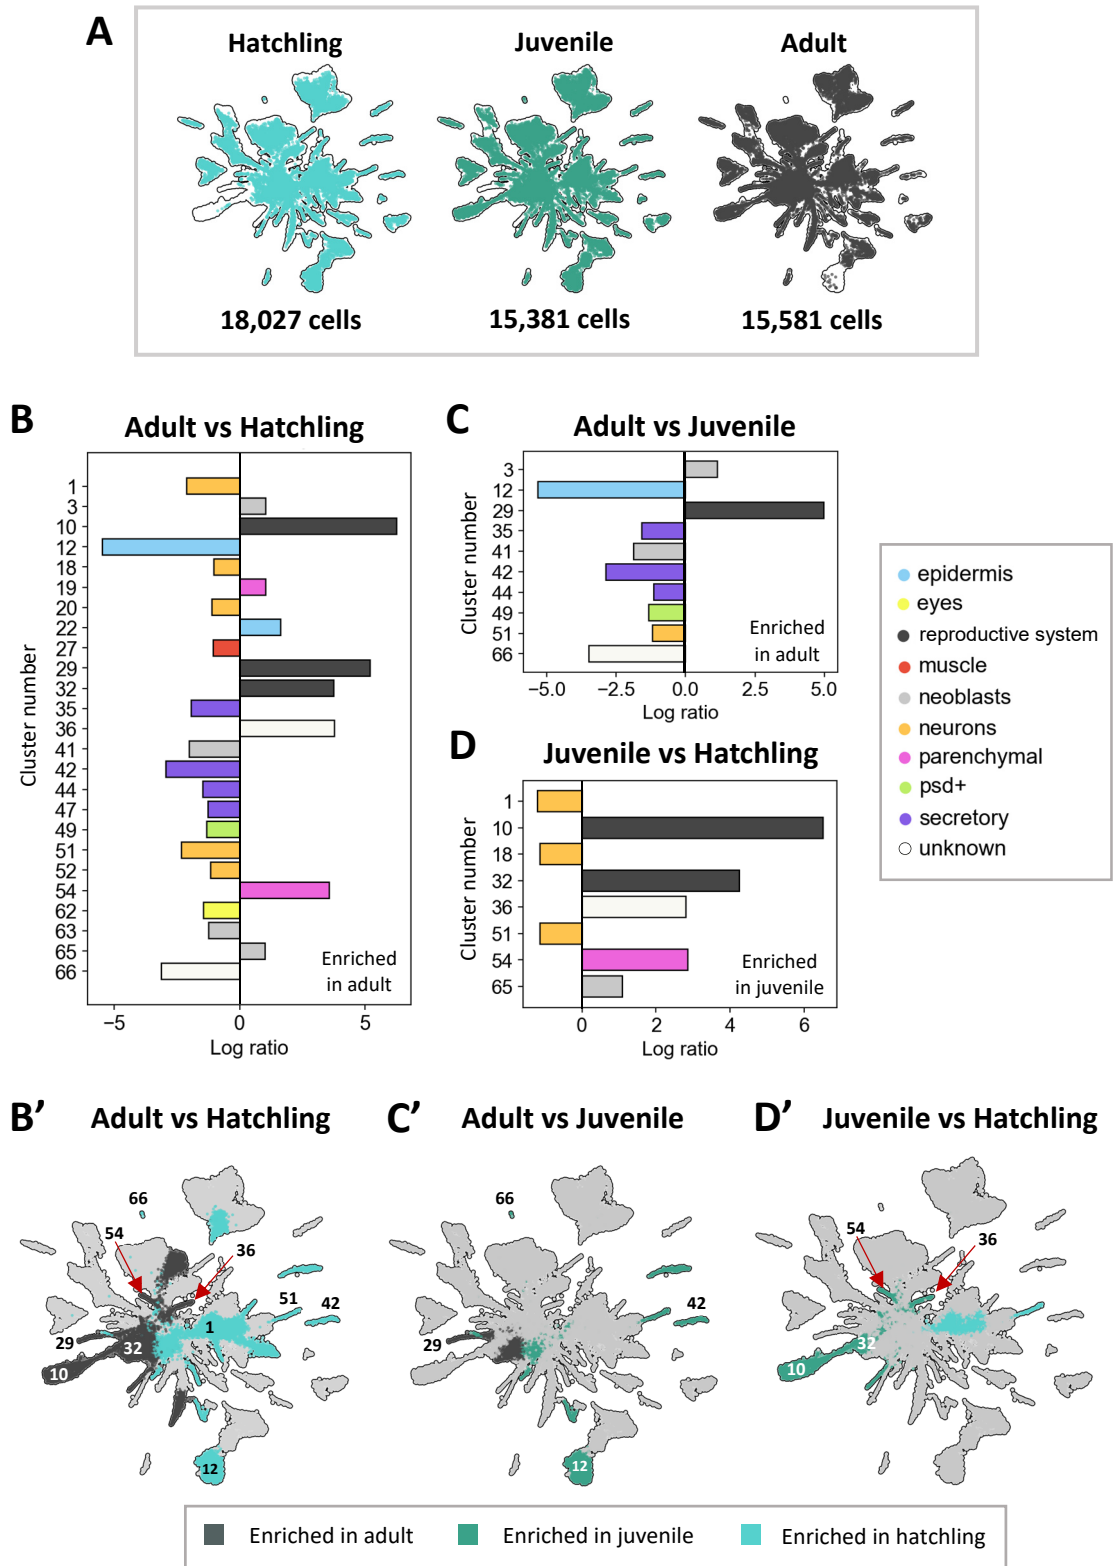 A
Hatchling
Juvenile
Adult
18,027 cells
15,381 cells
15,581 cells
B
Adult vs Hatchling
Cluster number
1
3
10
12
18
19
20
22
27
29
32
35
36
41
42
44
47
49
51
52
54
62
63
65
66
Enriched
in adult
−5
0
5
Log ratio
C
Adult vs Juvenile
Cluster number
3
12
29
35
41
42
44
49
51
66
Enriched
in adult
−5.0
−2.5
0.0
2.5
5.0
Log ratio
D
Juvenile vs Hatchling
Cluster number
1
10
18
32
36
51
54
65
Enriched
in juvenile
0
2
4
6
Log ratio
epidermis
eyes
reproductive system
muscle
neoblasts
neurons
parenchymal
psd+
secretory
unknown
B’
Adult vs Hatchling
66
54
36
51
42
1
29
32
10
12
C’
Adult vs Juvenile
66
42
29
12
D’
Juvenile vs Hatchling
54
36
32
10
Enriched in adult
Enriched in juvenile
Enriched in hatchling